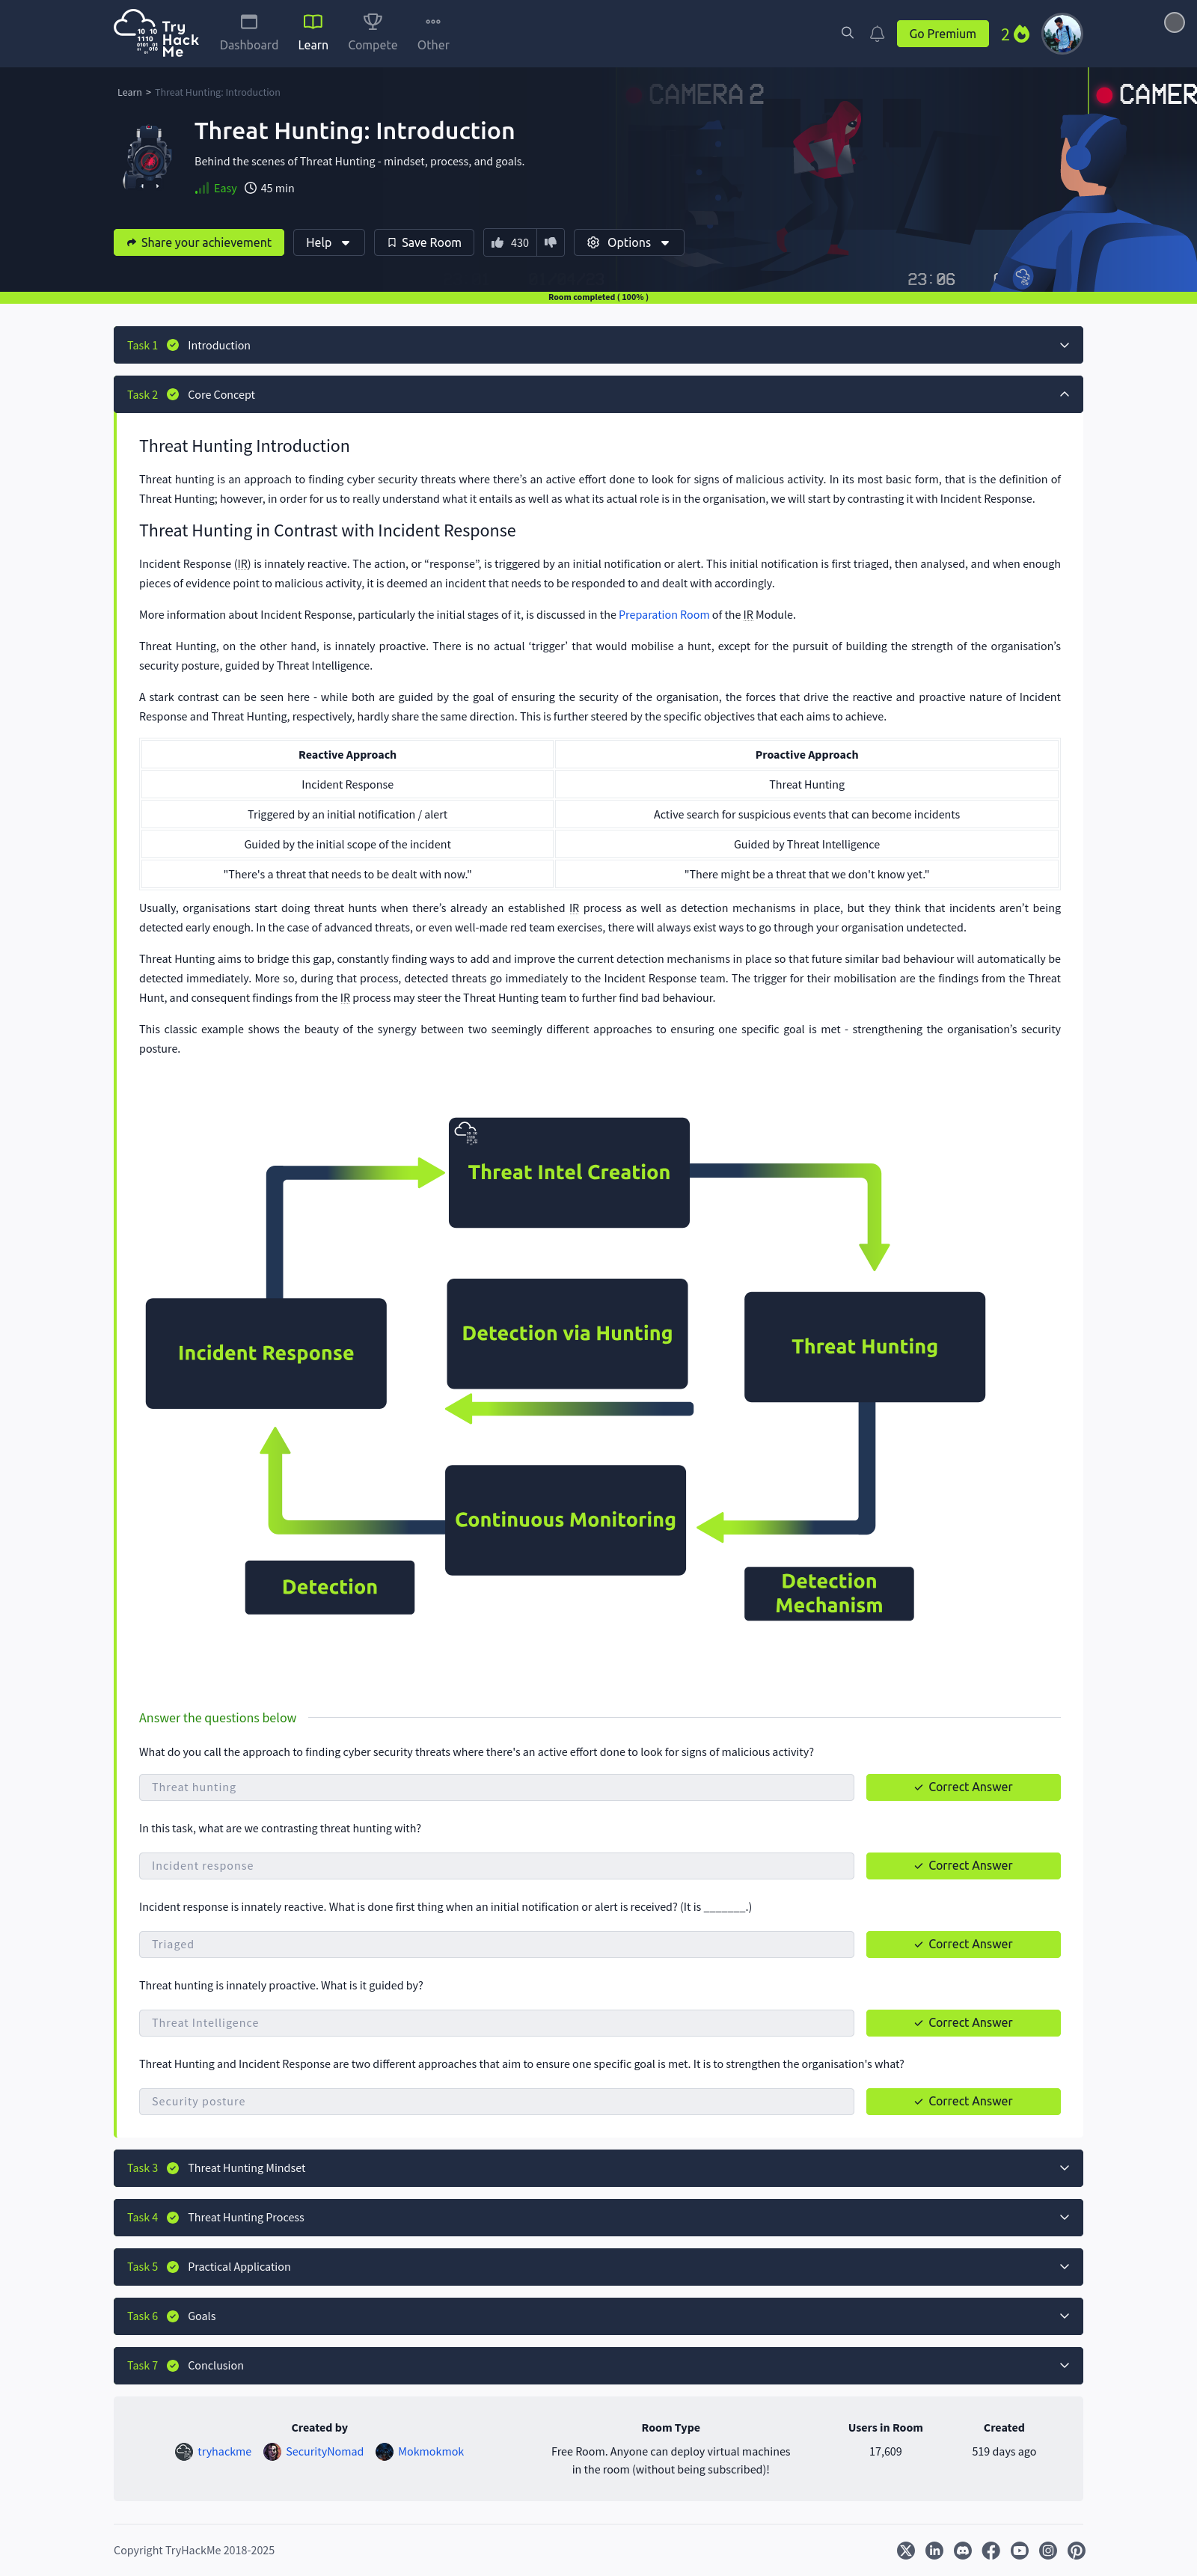 Try
Hack
Me
Dashboard
Learn
Compete
Other
Go Premium
2
Learn > Threat Hunting: Introduction
CAMERA 2
CAMER
Threat Hunting: Introduction
Behind the scenes of Threat Hunting - mindset, process, and goals.
Easy 45 min
Share your achievement
Help
Save Room
430
Options
23:06
Room completed ( 100% )
Task 1 Introduction
Task 2 Core Concept
Threat Hunting Introduction
Threat hunting is an approach to finding cyber security threats where there’s an active effort done to look for signs of malicious activity. In its most basic form, that is the definition of
Threat Hunting; however, in order for us to really understand what it entails as well as what its actual role is in the organisation, we will start by contrasting it with Incident Response.
Threat Hunting in Contrast with Incident Response
Incident Response (IR) is innately reactive. The action, or “response”, is triggered by an initial notification or alert. This initial notification is first triaged, then analysed, and when enough
pieces of evidence point to malicious activity, it is deemed an incident that needs to be responded to and dealt with accordingly.
More information about Incident Response, particularly the initial stages of it, is discussed in the Preparation Room of the IR Module.
Threat Hunting, on the other hand, is innately proactive. There is no actual ‘trigger’ that would mobilise a hunt, except for the pursuit of building the strength of the organisation’s
security posture, guided by Threat Intelligence.
A stark contrast can be seen here - while both are guided by the goal of ensuring the security of the organisation, the forces that drive the reactive and proactive nature of Incident
Response and Threat Hunting, respectively, hardly share the same direction. This is further steered by the specific objectives that each aims to achieve.
Reactive Approach Proactive Approach
Incident Response Threat Hunting
Triggered by an initial notification / alert Active search for suspicious events that can become incidents
Guided by the initial scope of the incident Guided by Threat Intelligence
"There's a threat that needs to be dealt with now." "There might be a threat that we don't know yet."
Usually, organisations start doing threat hunts when there’s already an established IR process as well as detection mechanisms in place, but they think that incidents aren’t being
detected early enough. In the case of advanced threats, or even well-made red team exercises, there will always exist ways to go through your organisation undetected.
Threat Hunting aims to bridge this gap, constantly finding ways to add and improve the current detection mechanisms in place so that future similar bad behaviour will automatically be
detected immediately. More so, during that process, detected threats go immediately to the Incident Response team. The trigger for their mobilisation are the findings from the Threat
Hunt, and consequent findings from the IR process may steer the Threat Hunting team to further find bad behaviour.
This classic example shows the beauty of the synergy between two seemingly different approaches to ensuring one specific goal is met - strengthening the organisation’s security
posture.
Threat Intel Creation
Detection via Hunting
Threat Hunting
Incident Response
Continuous Monitoring
Detection
Detection
Mechanism
Answer the questions below
What do you call the approach to finding cyber security threats where there's an active effort done to look for signs of malicious activity?
Threat hunting
Correct Answer
In this task, what are we contrasting threat hunting with?
Incident response
Correct Answer
Incident response is innately reactive. What is done first thing when an initial notification or alert is received? (It is _______.)
Triaged
Correct Answer
Threat hunting is innately proactive. What is it guided by?
Threat Intelligence
Correct Answer
Threat Hunting and Incident Response are two different approaches that aim to ensure one specific goal is met. It is to strengthen the organisation's what?
Security posture
Correct Answer
Task 3 Threat Hunting Mindset
Task 4 Threat Hunting Process
Task 5 Practical Application
Task 6 Goals
Task 7 Conclusion
Created by Room Type Users in Room Created
tryhackme SecurityNomad Mokmokmok Free Room. Anyone can deploy virtual machines 17,609 519 days ago
in the room (without being subscribed)!
Copyright TryHackMe 2018-2025